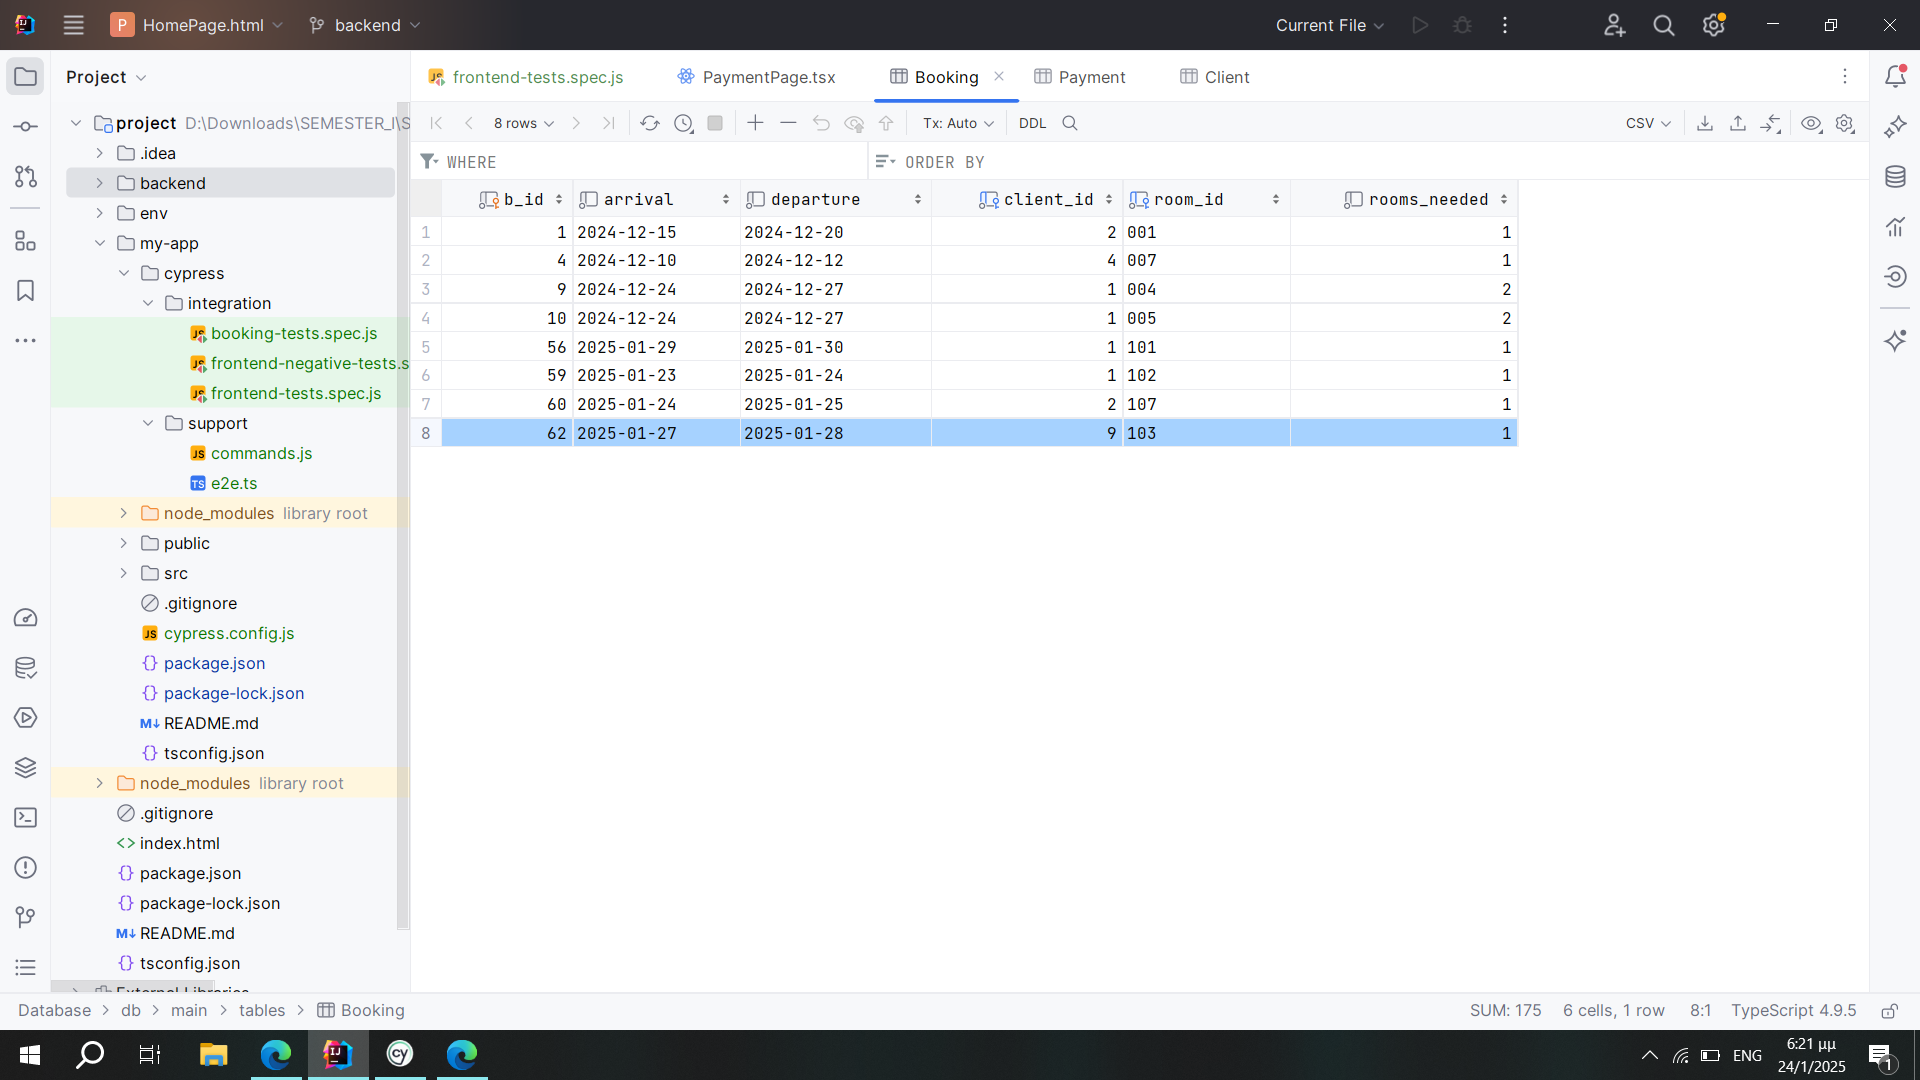 P HomePage.html backend Current File
Project
frontend-tests.spec.js PaymentPage.tsx Booking Payment Client
8 rows Tx: Auto DDL CSV
WHERE ORDER BY
b_id arrival departure client_id room_id rooms_needed
1 1 2024-12-15 2024-12-20 2 001 1
2 4 2024-12-10 2024-12-12 4 007 1
3 9 2024-12-24 2024-12-27 1 004 2
4 10 2024-12-24 2024-12-27 1 005 2
5 56 2025-01-29 2025-01-30 1 101 1
6 59 2025-01-23 2025-01-24 1 102 1
7 60 2025-01-24 2025-01-25 2 107 1
8 62 2025-01-27 2025-01-28 9 103 1
project D:\Downloads\SEMESTER_I\S
.idea
backend
env
my-app
cypress
integration
booking-tests.spec.js
frontend-negative-tests.s
frontend-tests.spec.js
support
JS commands.js
TS e2e.ts
node_modules library root
public
src
.gitignore
JS cypress.config.js
package.json
package-lock.json
M↓ README.md
tsconfig.json
node_modules library root
.gitignore
index.html
package.json
package-lock.json
M↓ README.md
tsconfig.json
External Libraries
Database db main tables Booking SUM: 175 6 cells, 1 row 8:1 TypeScript 4.9.5
ENG 6:21 μμ
24/1/2025
1